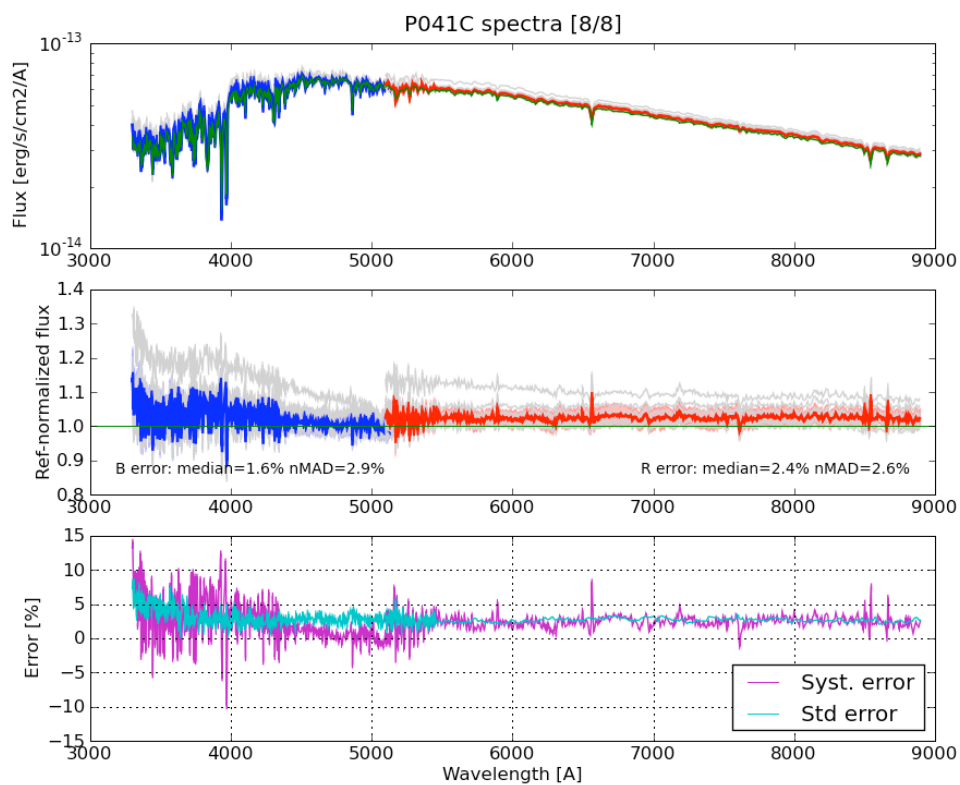 P041C spectra [8/8]
10^-13
10^-14
Flux [erg/s/cm2/A]
3000 4000 5000 6000 7000 8000 9000
1.4
1.3
1.2
1.1
1.0
0.9
0.8
Ref-normalized flux
B error: median=1.6% nMAD=2.9% R error: median=2.4% nMAD=2.6%
3000 4000 5000 6000 7000 8000 9000
15
10
5
0
−5
−10
−15
Error [%]
Syst. error
Std error
3000 4000 5000 6000 7000 8000 9000
Wavelength [A]